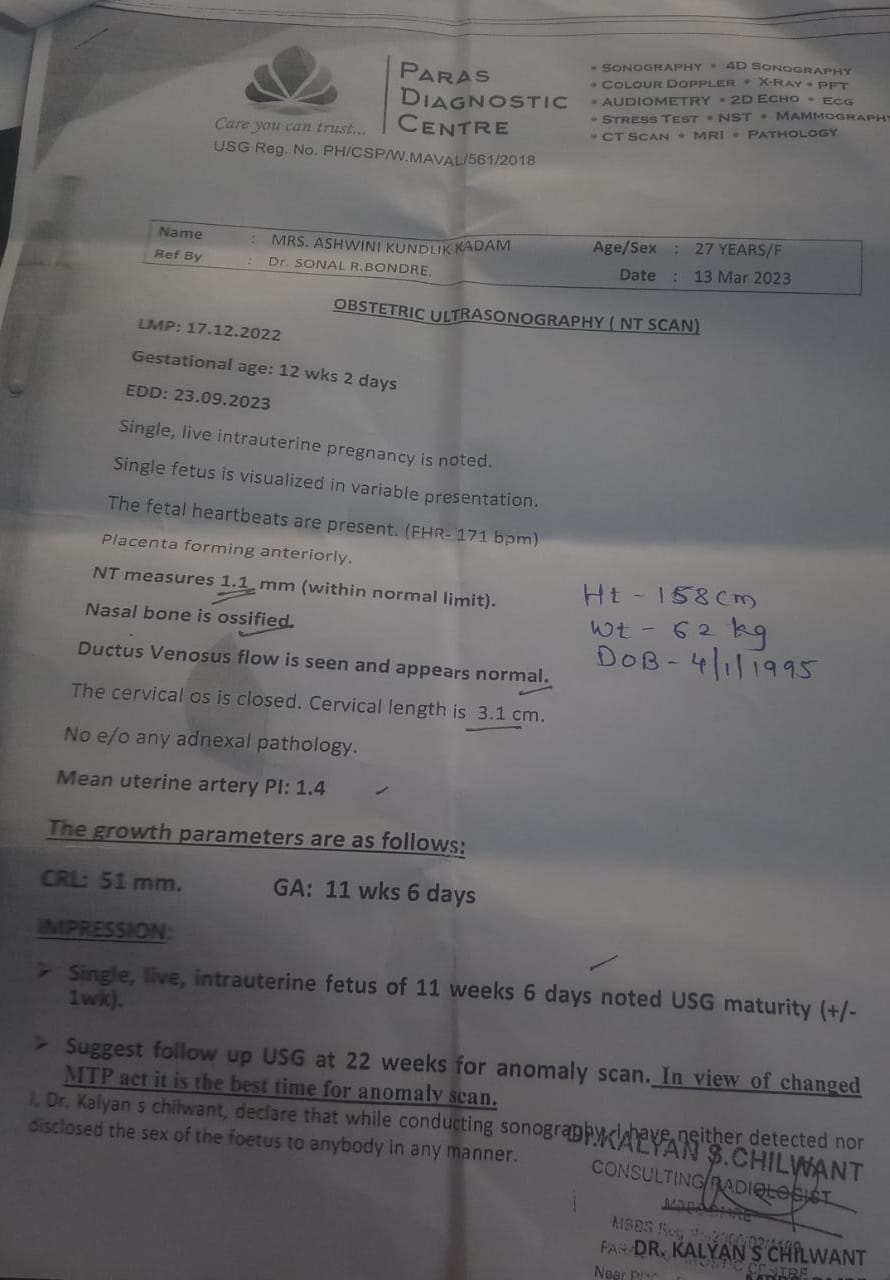 PARAS
DIAGNOSTIC
CENTRE
Care you can trust...
USG Reg. No. PH/CSP/W.MAVAL/561/2018
• SONOGRAPHY • 4D SONOGRAPHY
• COLOUR DOPPLER • X-RAY • PFT
• AUDIOMETRY • 2D ECHO • ECG
• STRESS TEST • NST • MAMMOGRAPHY
• CT SCAN • MRI • PATHOLOGY
Name : MRS. ASHWINI KUNDLIK KADAM Age/Sex : 27 YEARS/F
Ref By : Dr. SONAL R.BONDRE. Date : 13 Mar 2023
OBSTETRIC ULTRASONOGRAPHY ( NT SCAN)
LMP: 17.12.2022
Gestational age: 12 wks 2 days
EDD: 23.09.2023
Single, live intrauterine pregnancy is noted.
Single fetus is visualized in variable presentation.
The fetal heartbeats are present. (FHR- 171 bpm)
Placenta forming anteriorly.
NT measures 1.1 mm (within normal limit).
Nasal bone is ossified.
Ductus Venosus flow is seen and appears normal.
Ht - 158cm
Wt - 62 kg
DOB - 4/1/1995
The cervical os is closed. Cervical length is 3.1 cm.
No e/o any adnexal pathology.
Mean uterine artery PI: 1.4
The growth parameters are as follows:
CRL: 51 mm. GA: 11 wks 6 days
IMPRESSION:
➢ Single, live, intrauterine fetus of 11 weeks 6 days noted USG maturity (+/-
1wk).
➢ Suggest follow up USG at 22 weeks for anomaly scan. In view of changed
MTP act it is the best time for anomaly scan.
I, Dr. Kalyan s chilwant, declare that while conducting sonography, I have neither detected nor
disclosed the sex of the foetus to anybody in any manner.
Dr. KALYAN S.CHILWANT
CONSULTING RADIOLOGIST
DR. KALYAN S CHILWANT